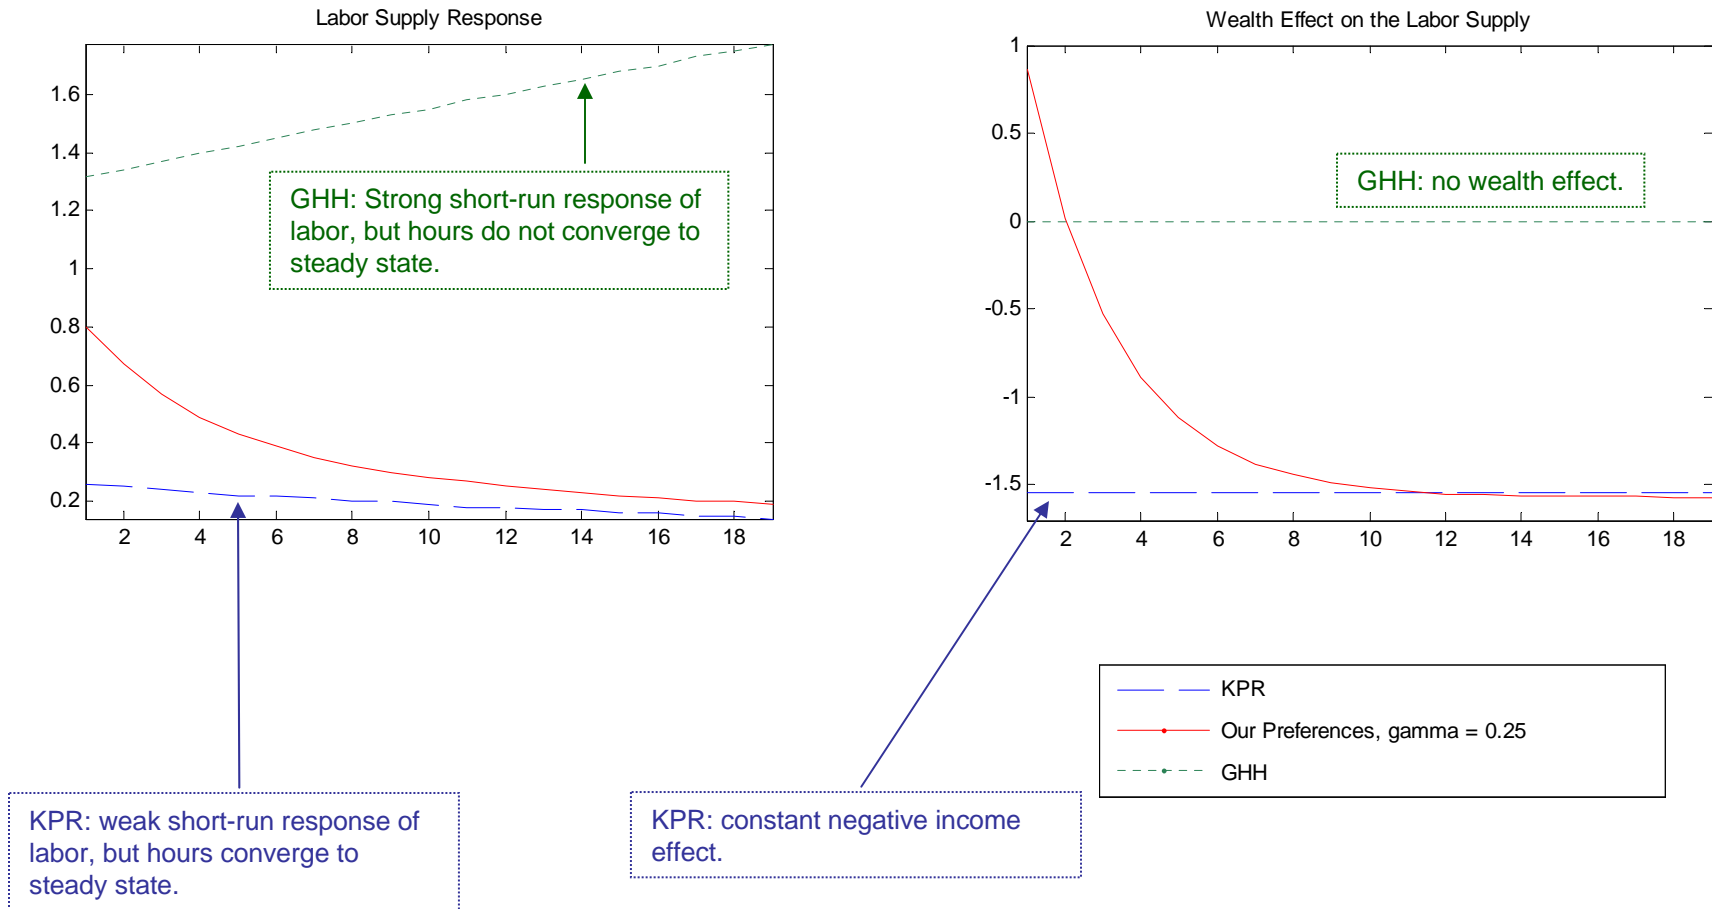 Labor Supply Response
1.6
1.4
1.2
1
0.8
0.6
0.4
0.2
2 4 6 8 10 12 14 16 18
GHH: Strong short-run response of
labor, but hours do not converge to
steady state.
Wealth Effect on the Labor Supply
1
0.5
0
-0.5
-1
-1.5
2 4 6 8 10 12 14 16 18
GHH: no wealth effect.
KPR
Our Preferences, gamma = 0.25
GHH
KPR: weak short-run response of
labor, but hours converge to
steady state.
KPR: constant negative income
effect.